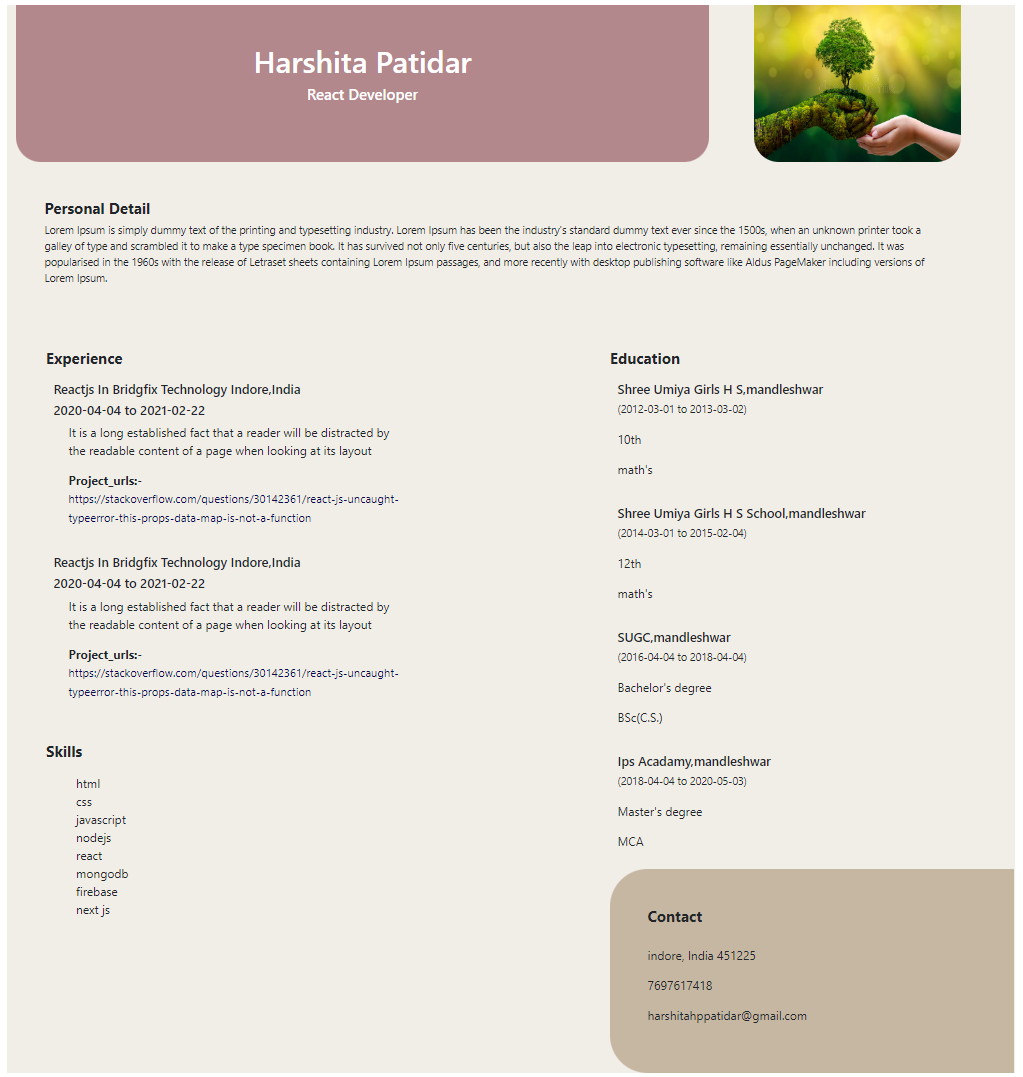 Harshita Patidar
React Developer
Personal Detail
Lorem Ipsum is simply dummy text of the printing and typesetting industry. Lorem Ipsum has been the industry's standard dummy text ever since the 1500s, when an unknown printer took a
galley of type and scrambled it to make a type specimen book. It has survived not only five centuries, but also the leap into electronic typesetting, remaining essentially unchanged. It was
popularised in the 1960s with the release of Letraset sheets containing Lorem Ipsum passages, and more recently with desktop publishing software like Aldus PageMaker including versions of
Lorem Ipsum.
Experience
Reactjs In Bridgfix Technology Indore,India
2020-04-04 to 2021-02-22
It is a long established fact that a reader will be distracted by
the readable content of a page when looking at its layout
Project_urls:-
https://stackoverflow.com/questions/30142361/react-js-uncaught-
typeerror-this-props-data-map-is-not-a-function
Reactjs In Bridgfix Technology Indore,India
2020-04-04 to 2021-02-22
It is a long established fact that a reader will be distracted by
the readable content of a page when looking at its layout
Project_urls:-
https://stackoverflow.com/questions/30142361/react-js-uncaught-
typeerror-this-props-data-map-is-not-a-function
Skills
html
css
javascript
nodejs
react
mongodb
firebase
next js
Education
Shree Umiya Girls H S,mandleshwar
(2012-03-01 to 2013-03-02)
10th
math's
Shree Umiya Girls H S School,mandleshwar
(2014-03-01 to 2015-02-04)
12th
math's
SUGC,mandleshwar
(2016-04-04 to 2018-04-04)
Bachelor's degree
BSc(C.S.)
Ips Acadamy,mandleshwar
(2018-04-04 to 2020-05-03)
Master's degree
MCA
Contact
indore, India 451225
7697617418
harshitahppatidar@gmail.com